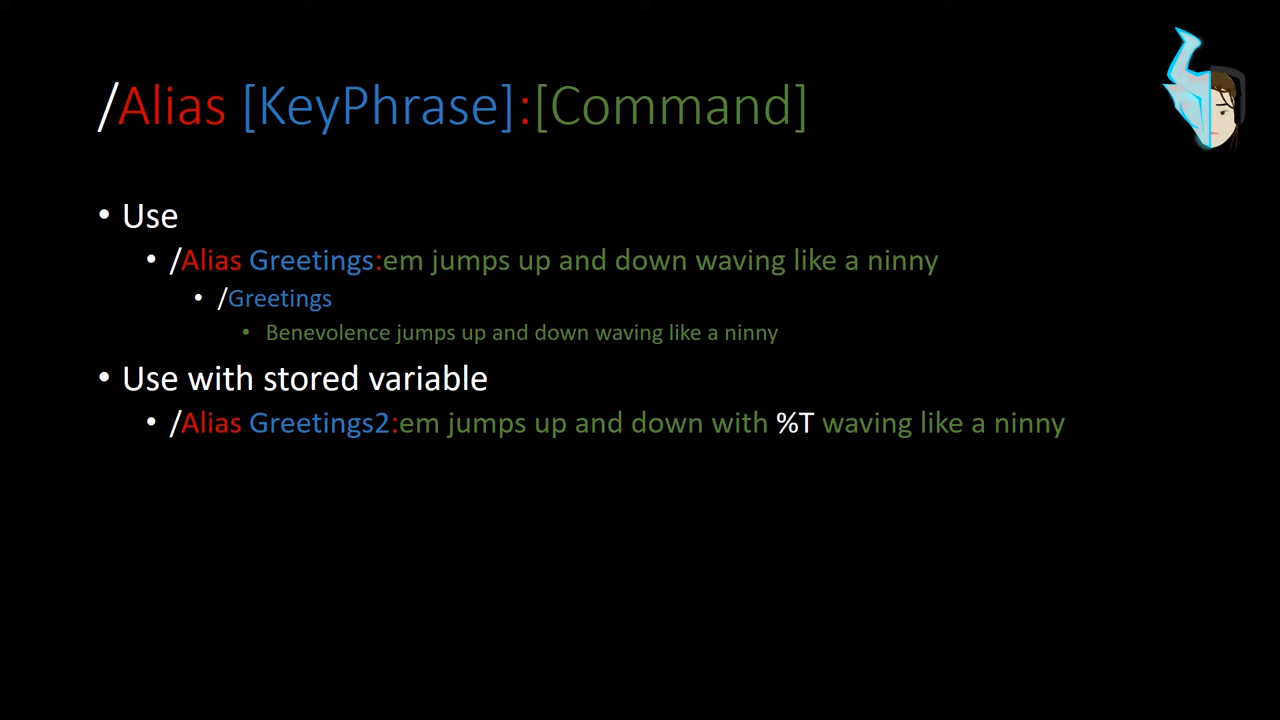 /Alias [KeyPhrase]:[Command]
• Use
• /Alias Greetings:em jumps up and down waving like a ninny
• /Greetings
• Benevolence jumps up and down waving like a ninny
• Use with stored variable
• /Alias Greetings2:em jumps up and down with %T waving like a ninny